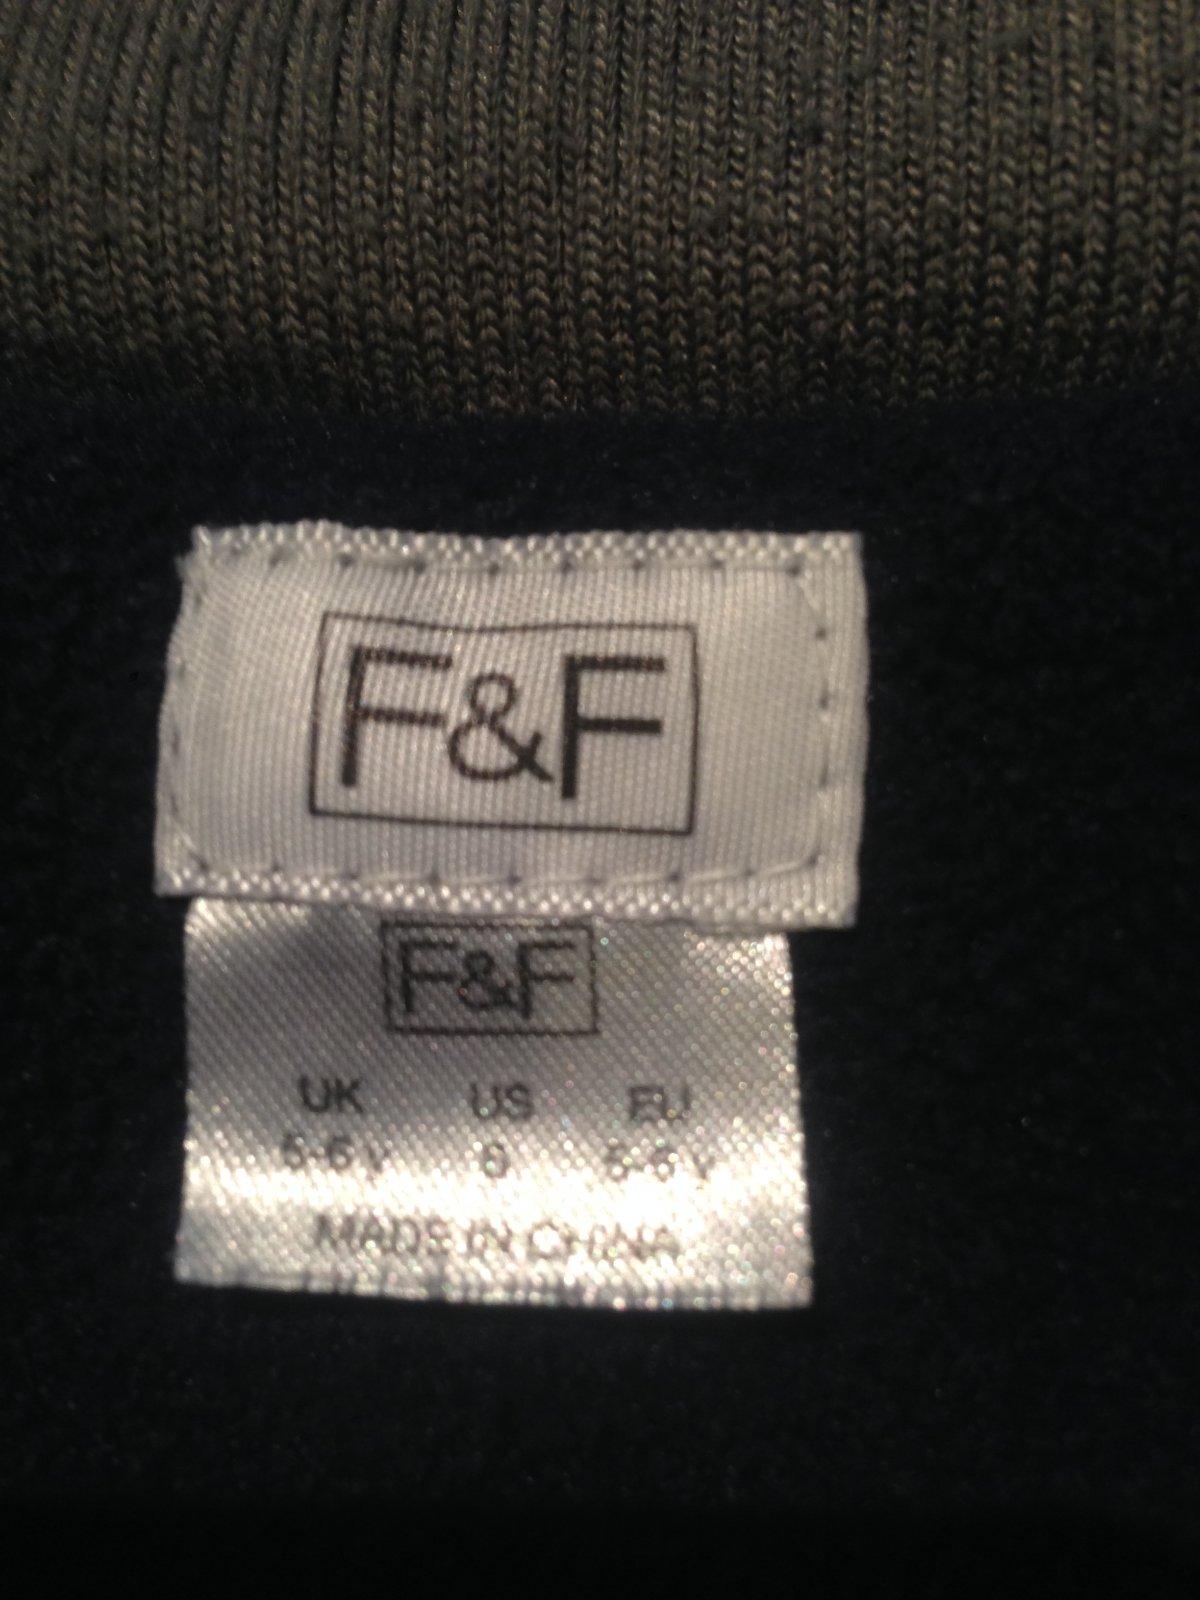 F&F
F&F
UK US EU
5-6 y 6 5-6 y
MADE IN CHINA